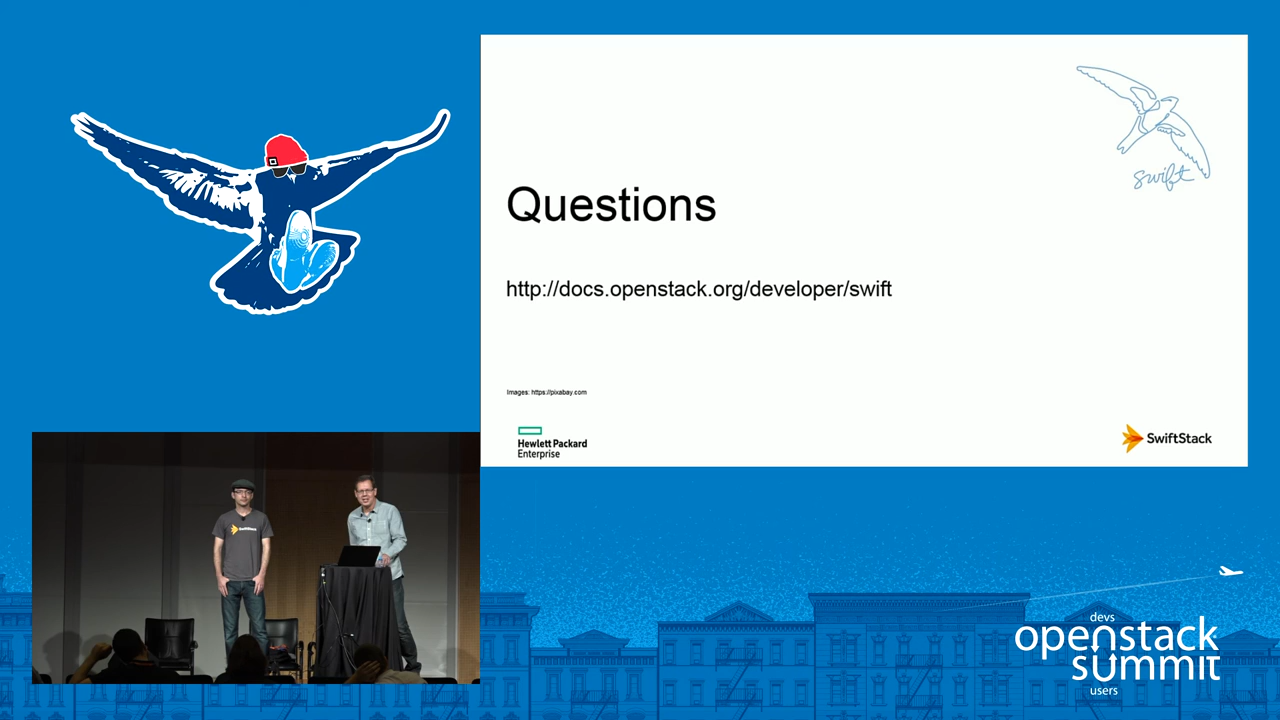 swift
Questions
http://docs.openstack.org/developer/swift
Images: https://pixabay.com
Hewlett Packard
Enterprise
SwiftStack
SwiftStack
devs
openstack
summit
users